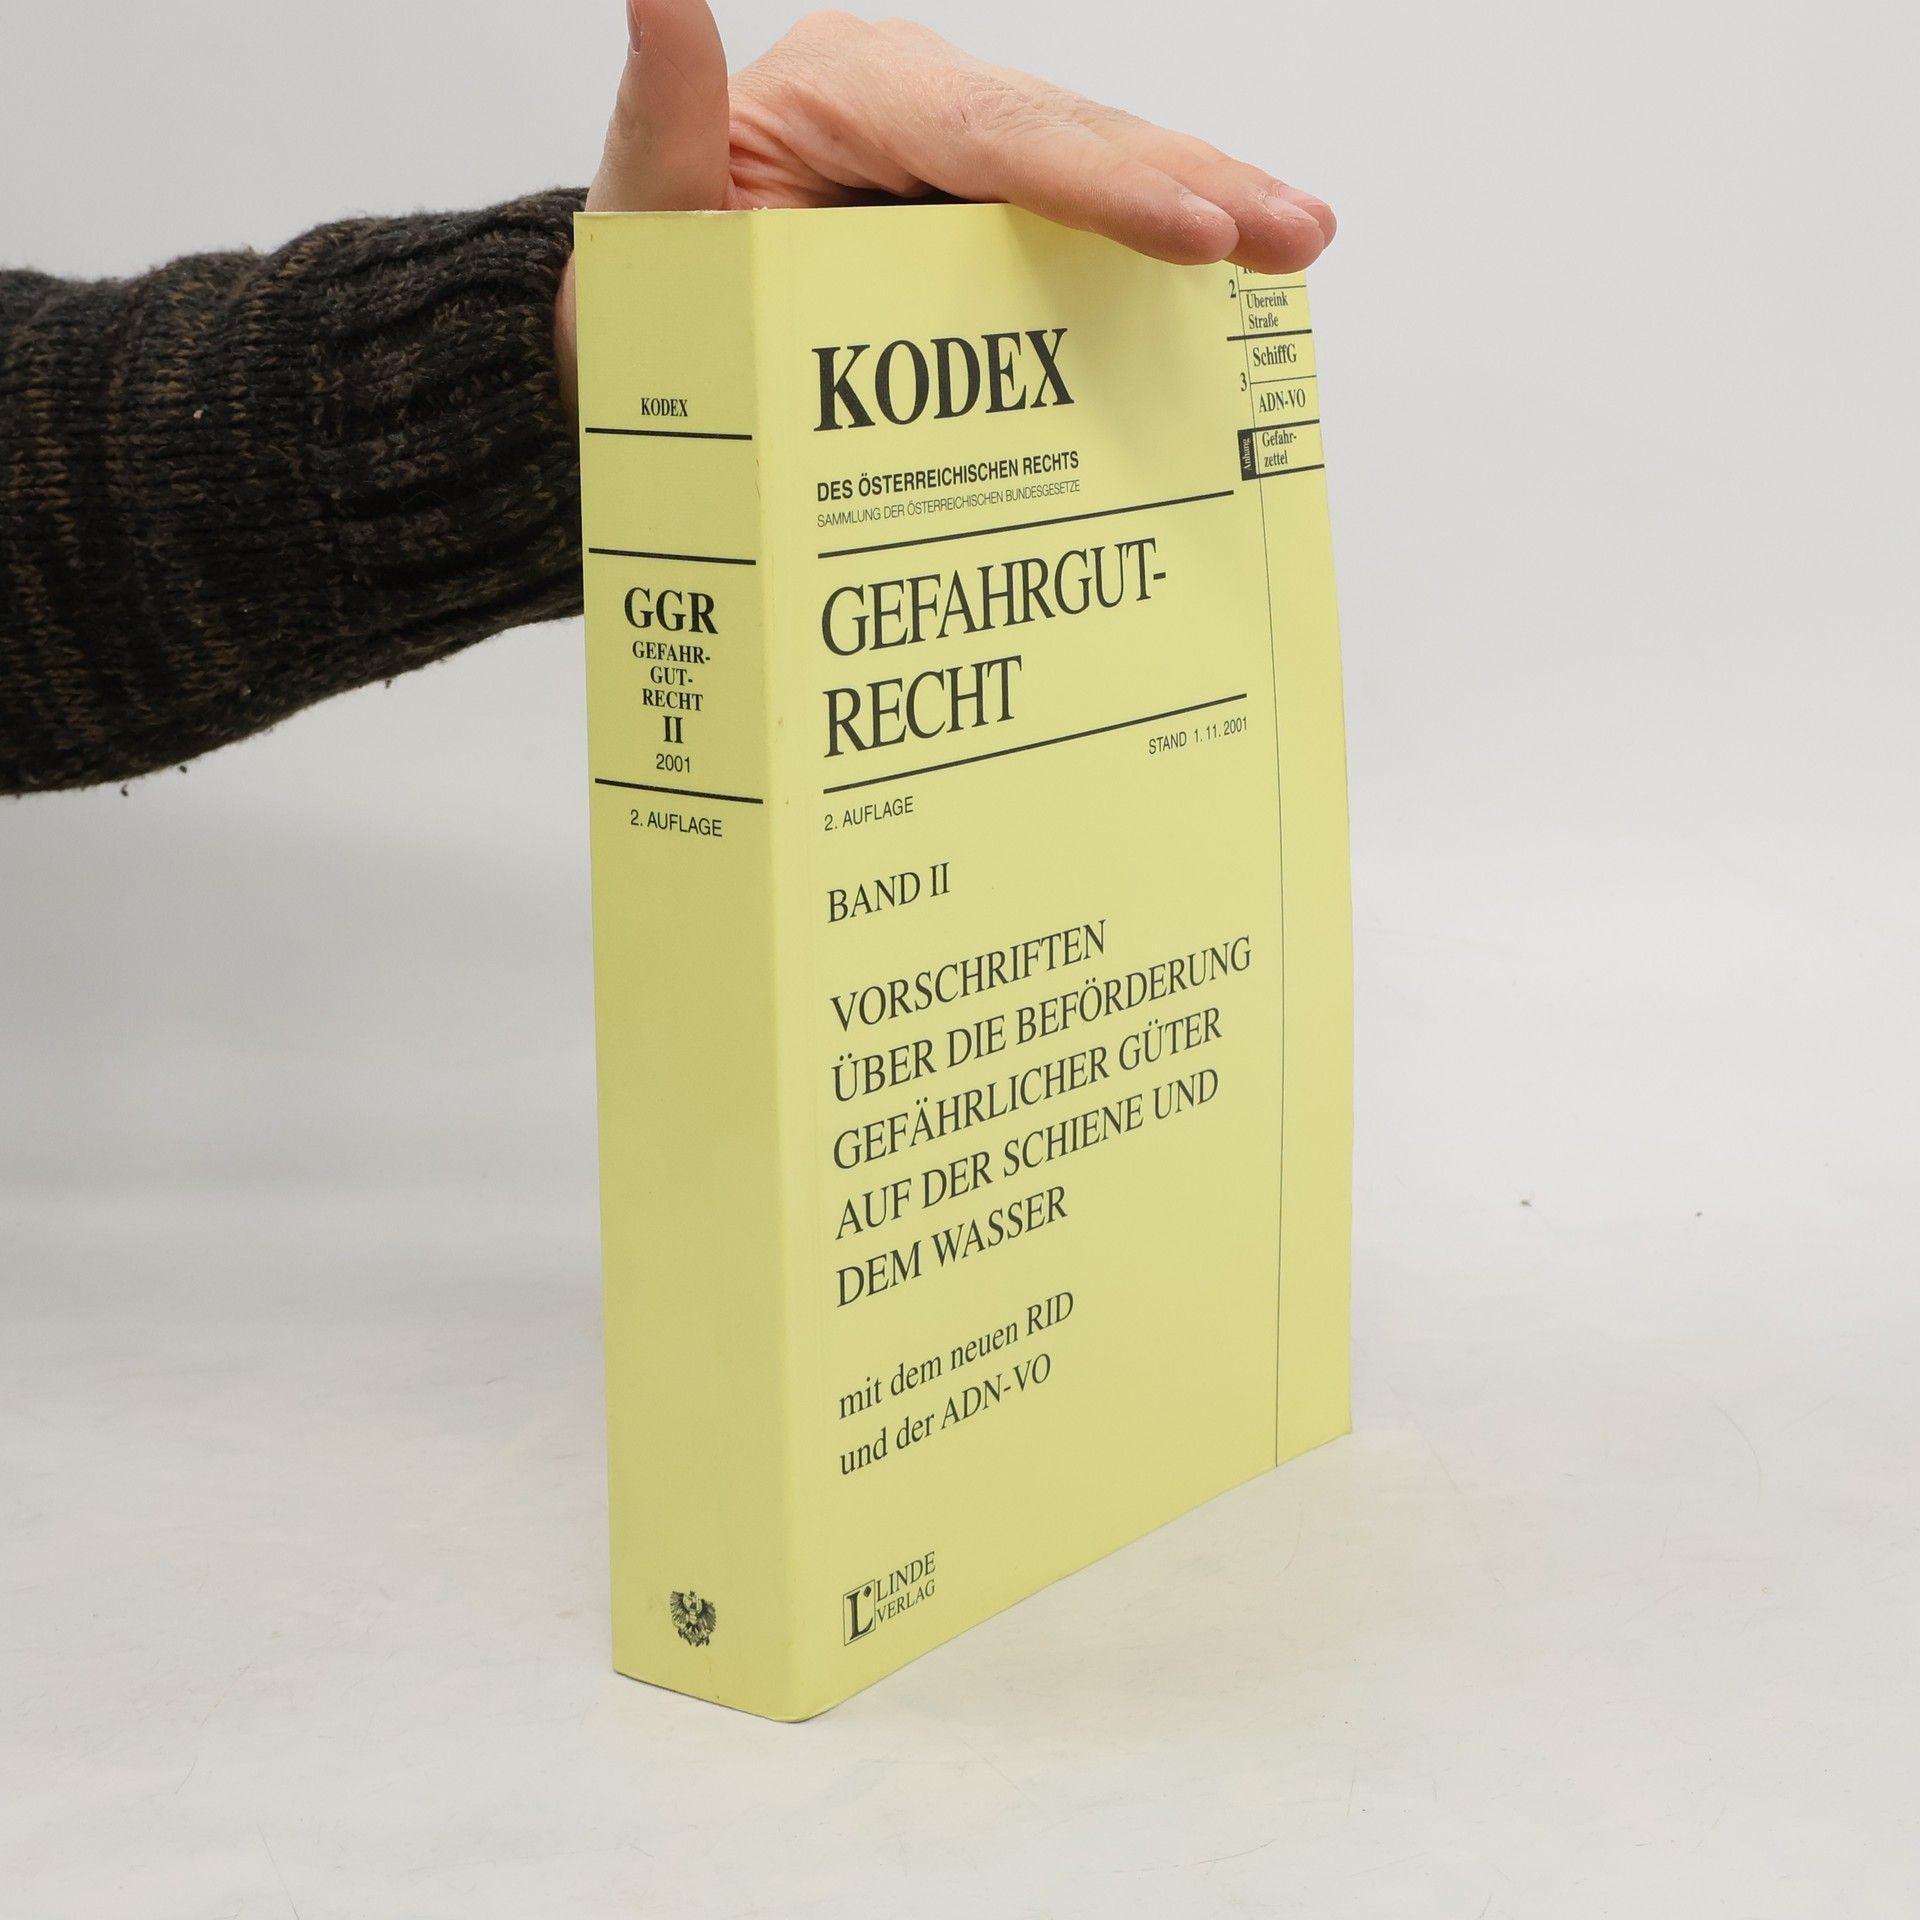 KODEX
GGR
GEFAHR-
GUT-
RECHT
II
2001
2. AUFLAGE
KODEX
DES ÖSTERREICHISCHEN RECHTS
SAMMLUNG DER ÖSTERREICHISCHEN BUNDESGESETZE
GEFAHRGUT-
RECHT
STAND 1. 11. 2001
2. AUFLAGE
BAND II
VORSCHRIFTEN
ÜBER DIE BEFÖRDERUNG
GEFÄHRLICHER GÜTER
AUF DER SCHIENE UND
DEM WASSER
mit dem neuen RID
und der ADN-VO
L
LINDE
VERLAG
2
Übereink
Straße
3
SchiffG
ADN-VO
Anhang
Gefahr-
zettel